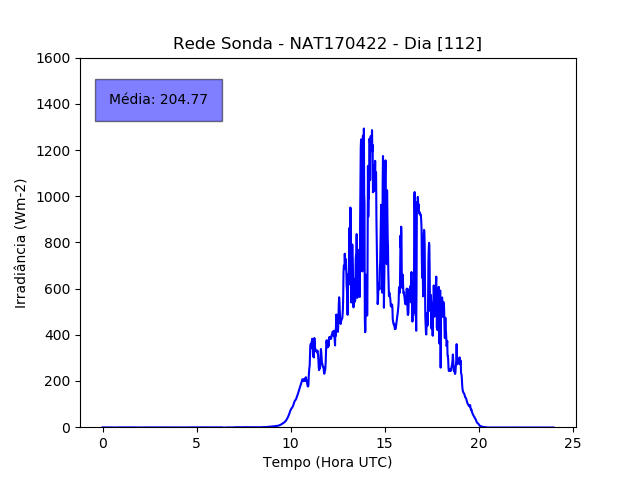 Rede Sonda - NAT170422 - Dia [112]
1600
1400
1200
1000
800
600
400
200
0
Média: 204.77
Irradiância (Wm-2)
0 5 10 15 20 25
Tempo (Hora UTC)